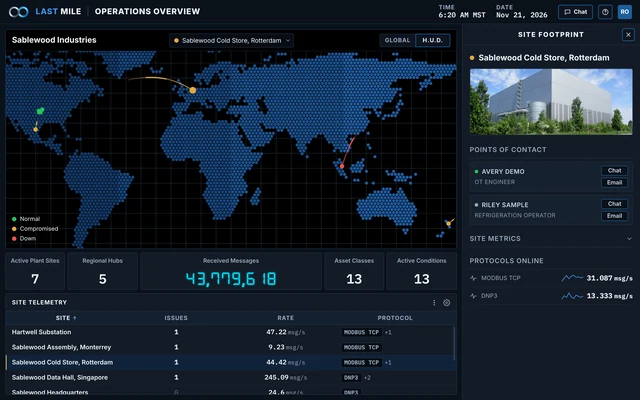 LAST MILE OPERATIONS OVERVIEW
TIME
6:20 AM MST
DATE
Nov 21, 2026
Chat
RO
Sablewood Industries
Sablewood Cold Store, Rotterdam
GLOBAL
H.U.D.
Normal
Compromised
Down
Active Plant Sites
7
Regional Hubs
5
Received Messages
43,779,618
Asset Classes
13
Active Conditions
13
SITE TELEMETRY
SITE ↑ ISSUES RATE PROTOCOL
Hartwell Substation 1 47.22 msg/s MODBUS TCP +1
Sablewood Assembly, Monterrey 1 9.23 msg/s MODBUS TCP
Sablewood Cold Store, Rotterdam 1 44.42 msg/s MODBUS TCP +1
Sablewood Data Hall, Singapore 1 245.09 msg/s DNP3 +2
Sablewood Headquarters 0 24.6 msg/s DNP3
SITE FOOTPRINT
Sablewood Cold Store, Rotterdam
POINTS OF CONTACT
AVERY DEMO
OT ENGINEER
Chat
Email
RILEY SAMPLE
REFRIGERATION OPERATOR
Chat
Email
SITE METRICS
PROTOCOLS ONLINE
MODBUS TCP 31.087 msg/s
DNP3 13.333 msg/s